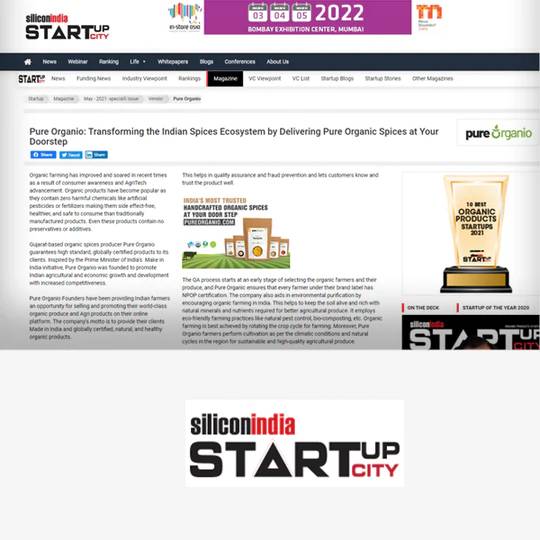 siliconindia
STARTUP
CITY
in-store asia
03 04 05 2022
BOMBAY EXHIBITION CENTER, MUMBAI
News Webinar Ranking Life Whitepapers Blogs Conferences About Us
STARTUP CITY News Funding News Industry Viewpoint Rankings Magazine VC Viewpoint VC List Startup Blogs Startup Stories Other Magazines
Startup Magazine May - 2021 -special1 issue Vendor Pure Organio
Pure Organio: Transforming the Indian Spices Ecosystem by Delivering Pure Organic Spices at Your
Doorstep
Share Tweet Share
pure Organio
Organic farming has improved and soared in recent times
as a result of consumer awareness and AgriTech
advancement. Organic products have become popular as
they contain zero harmful chemicals like artificial
pesticides or fertilizers making them side effect-free,
healthier, and safe to consume than traditionally
manufactured products. Even these products contain no
preservatives or additives.
Gujarat-based organic spices producer Pure Organio
guarantees high standard, globally certified products to its
clients. Inspired by the Prime Minister of India's Make in
India initiative, Pure Organio was founded to promote
Indian agricultural and economic growth and development
with increased competitiveness.
Pure Organio Founders have been providing Indian farmers
an opportunity for selling and promoting their world-class
organic produce and Agri products on their online
platform. The company's motto is to provide their clients
Made in India and globally certified, natural, and healthy
organic products.
This helps in quality assurance and fraud prevention and lets customers know and
trust the product well.
INDIA'S MOST TRUSTED
HANDCRAFTED ORGANIC SPICES
AT YOUR DOOR STEP
PUREORGANIO.COM
The QA process starts at an early stage of selecting the organic farmers and their
produce, and Pure Organio ensures that every farmer under their brand label has
NPOP certification. The company also aids in environmental purification by
encouraging organic farming in India. This helps to keep the soil alive and rich with
natural minerals and nutrients required for better agricultural produce. It employs
eco-friendly farming practices like natural pest control, bio-composting, etc. Organic
farming is best achieved by rotating the crop cycle for farming. Moreover, Pure
Organio farmers perform cultivation as per the climatic conditions and natural
cycles in the region for sustainable and high-quality agricultural produce.
10 BEST
ORGANIC
PRODUCTS
STARTUPS
2021
START
ON THE DECK STARTUP OF THE YEAR 2020
siliconindia
STARTUP
CITY
siliconindia
STARTUP
CITY